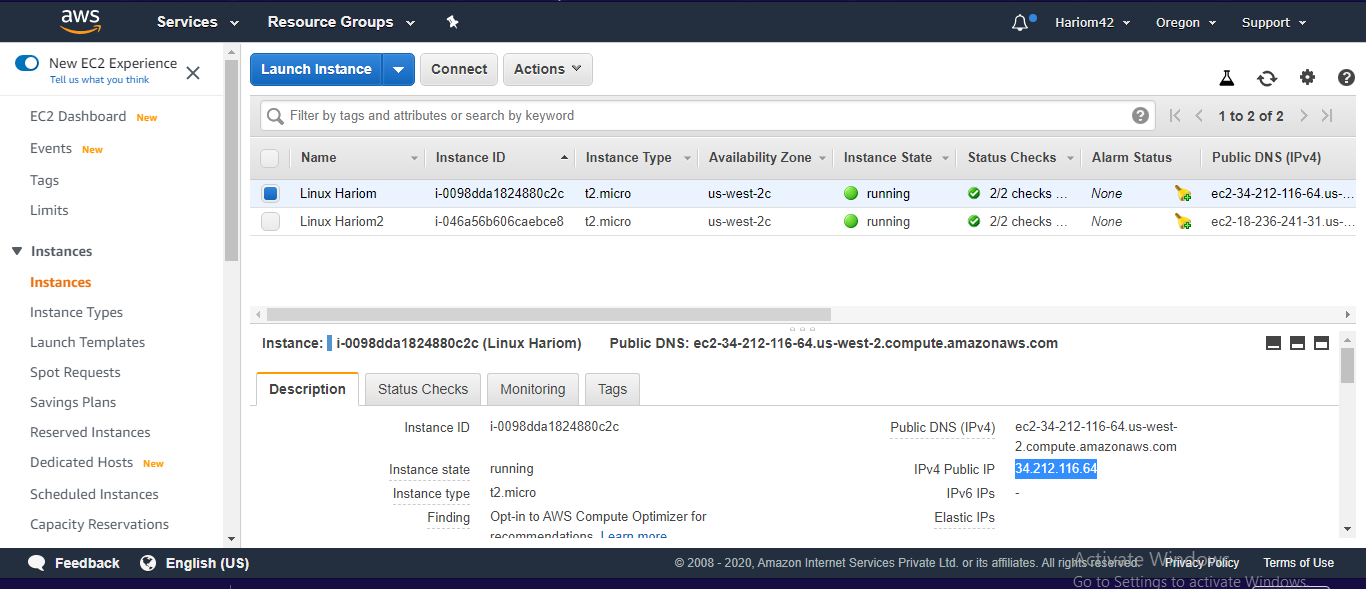 aws Services Resource Groups Hariom42 Oregon Support
New EC2 Experience
Tell us what you think
Launch Instance Connect Actions
EC2 Dashboard New
Events New
Tags
Limits
Instances
Instances
Instance Types
Launch Templates
Spot Requests
Savings Plans
Reserved Instances
Dedicated Hosts New
Scheduled Instances
Capacity Reservations
Filter by tags and attributes or search by keyword 1 to 2 of 2
Name Instance ID Instance Type Availability Zone Instance State Status Checks Alarm Status Public DNS (IPv4)
Linux Hariom i-0098dda1824880c2c t2.micro us-west-2c running 2/2 checks ... None ec2-34-212-116-64.us-...
Linux Hariom2 i-046a56b606caebce8 t2.micro us-west-2c running 2/2 checks ... None ec2-18-236-241-31.us-...
Instance: i-0098dda1824880c2c (Linux Hariom) Public DNS: ec2-34-212-116-64.us-west-2.compute.amazonaws.com
Description Status Checks Monitoring Tags
Instance ID i-0098dda1824880c2c Public DNS (IPv4) ec2-34-212-116-64.us-west-
2.compute.amazonaws.com
Instance state running IPv4 Public IP 34.212.116.64
Instance type t2.micro IPv6 IPs -
Finding Opt-in to AWS Compute Optimizer for Elastic IPs
recommendations. Learn more
Feedback English (US) © 2008 - 2020, Amazon Internet Services Private Ltd. or its affiliates. All rights reserved. Privacy Policy Terms of Use
Activate Windows
Go to Settings to activate Windows.